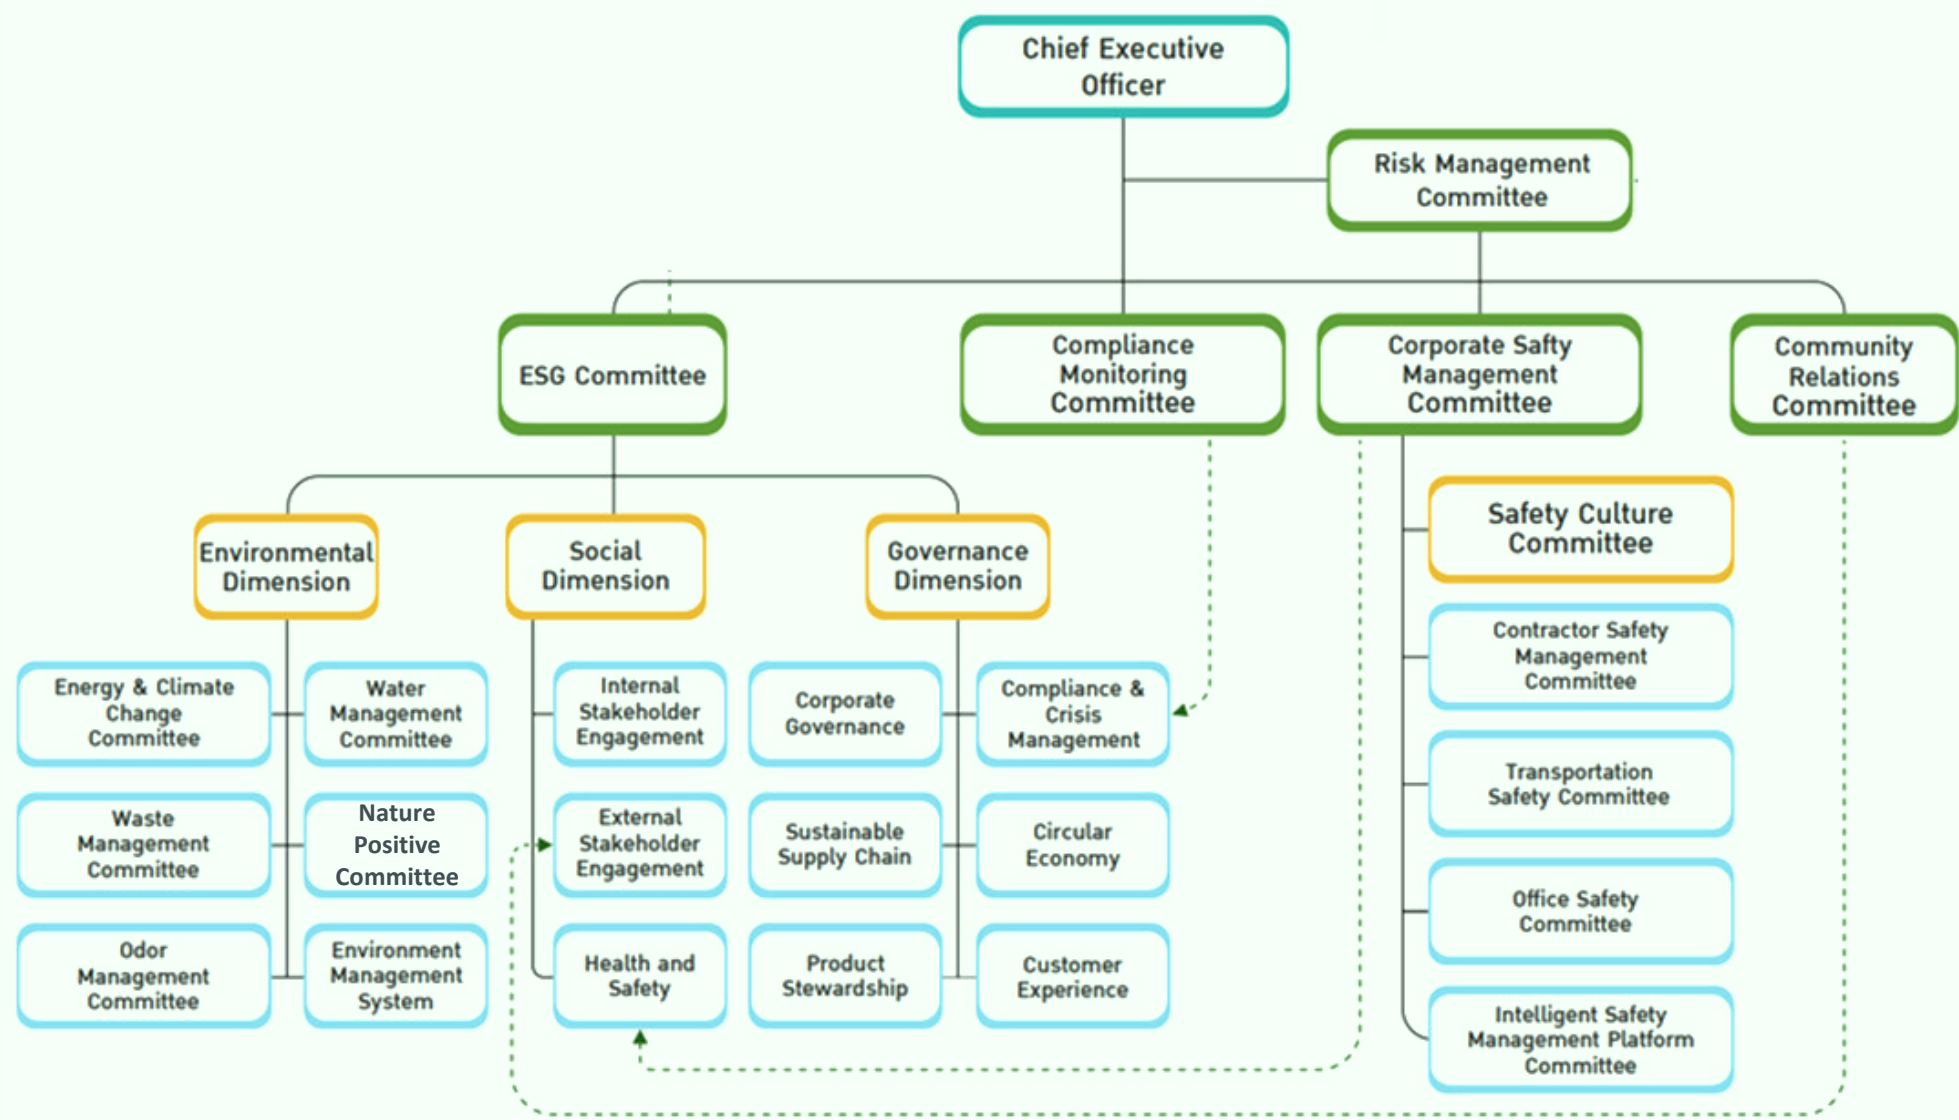 Chief Executive
Officer
Risk Management
Committee
ESG Committee
Compliance
Monitoring
Committee
Corporate Safty
Management
Committee
Community
Relations
Committee
Environmental
Dimension
Social
Dimension
Governance
Dimension
Safety Culture
Committee
Energy & Climate
Change
Committee
Water
Management
Committee
Internal
Stakeholder
Engagement
Corporate
Governance
Compliance &
Crisis
Management
Contractor Safety
Management
Committee
Waste
Management
Committee
Nature
Positive
Committee
External
Stakeholder
Engagement
Sustainable
Supply Chain
Circular
Economy
Transportation
Safety Committee
Odor
Management
Committee
Environment
Management
System
Health and
Safety
Product
Stewardship
Customer
Experience
Office Safety
Committee
Intelligent Safety
Management Platform
Committee